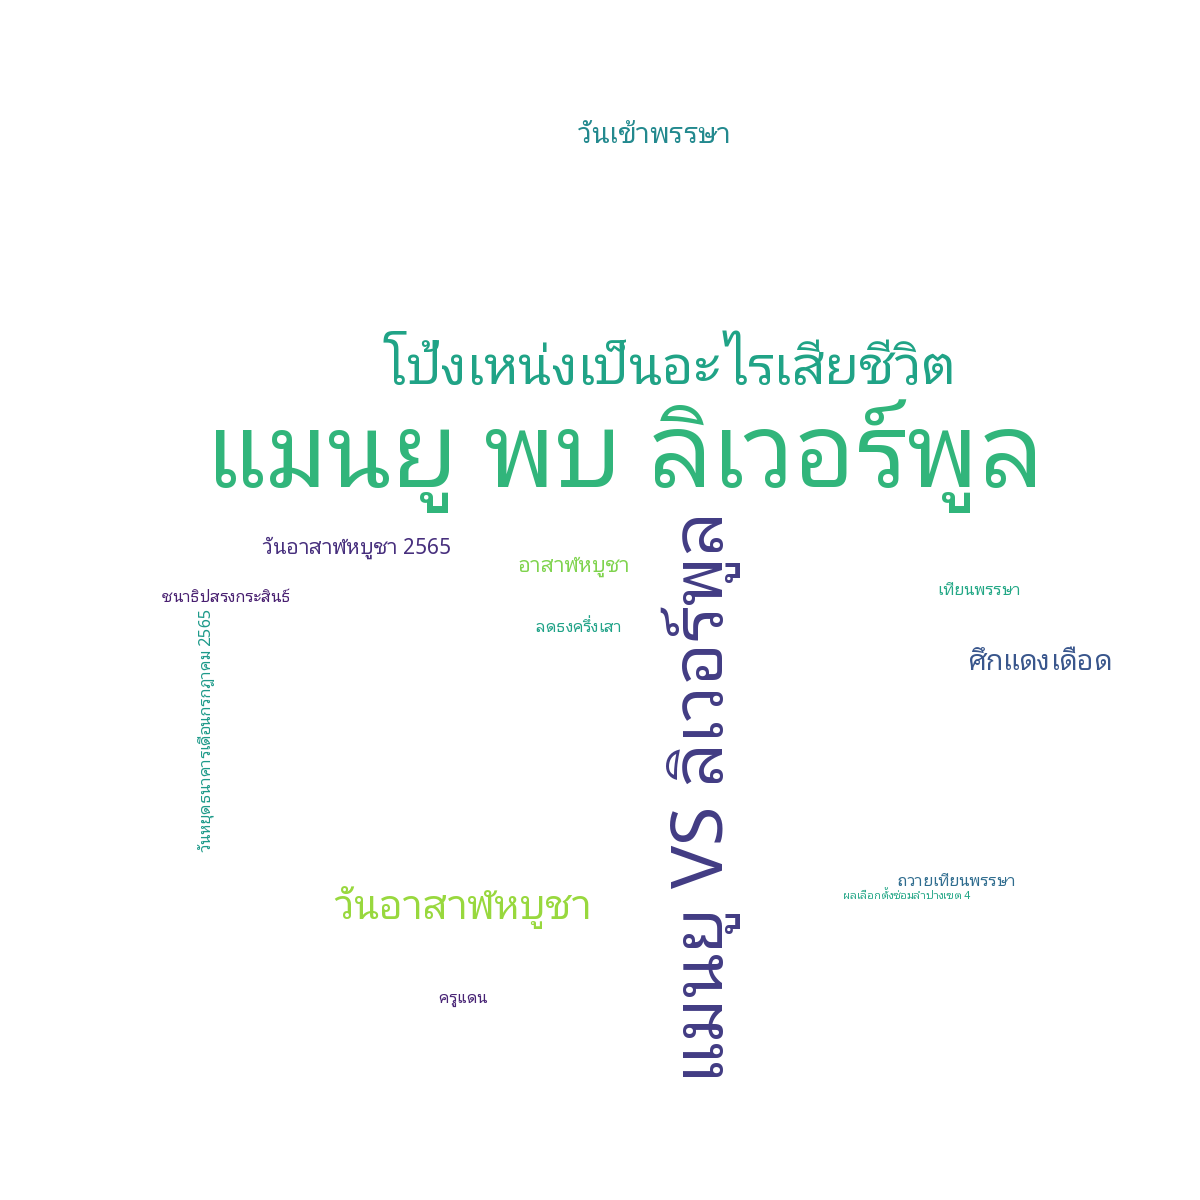 วันเข้าพรรษา
โป้งเหน่งเป็นอะไรเสียชีวิต
แมนยู พบ ลิเวอร์พูล
วันอาสาฬหบูชา 2565
อาสาฬหบูชา
แมนยู VS ลิเวอร์พูล
เทียนพรรษา
ชนาธิปสรงกระสินธ์
วันหยุดธนาคารเดือนกรกฎาคม 2565
ลดธงครึ่งเสา
ศึกแดงเดือด
ถวายเทียนพรรษา
ผลเลือกตั้งซ่อมลําปางเขต 4
วันอาสาฬหบูชา
ครูแดน